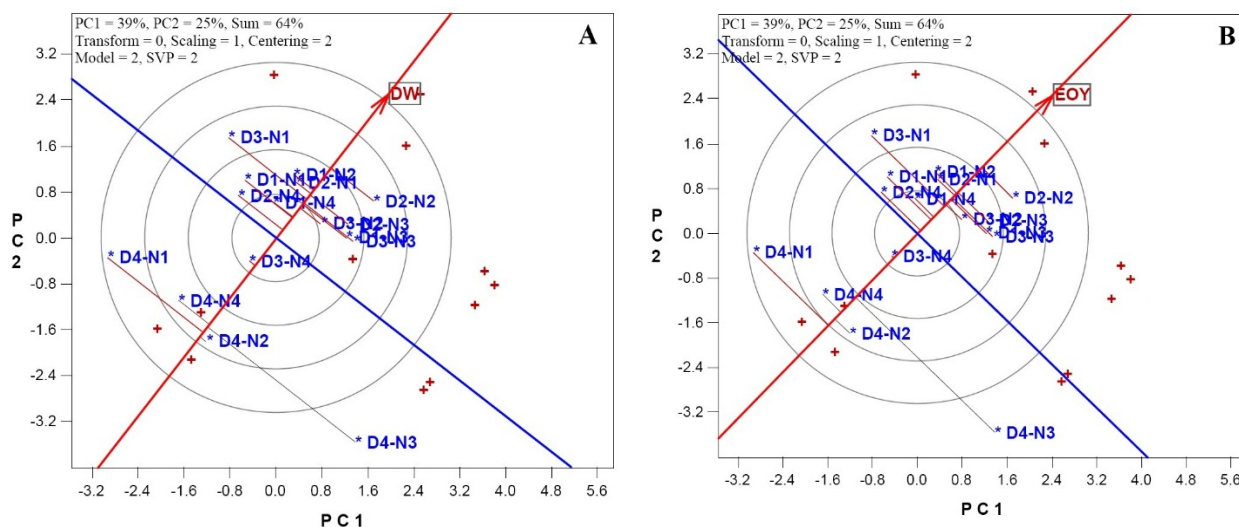 PC1 = 39%, PC2 = 25%, Sum = 64%
Transform = 0, Scaling = 1, Centering = 2
Model = 2, SVP = 2
A
3.2
2.4
1.6
0.8
0.0
-0.8
-1.6
-2.4
-3.2
P
C
2
DW
* D3-N1
* D1-N2
* D1-N1
* D2-N1
* D2-N4
* D1-N4
* D2-N2
* D3-N2
* D2-N3
* D1-N3
* D3-N3
* D3-N4
* D4-N1
* D4-N4
* D4-N2
* D4-N3
-3.2 -2.4 -1.6 -0.8 0.0 0.8 1.6 2.4 3.2 4.0 4.8 5.6
P C 1
PC1 = 39%, PC2 = 25%, Sum = 64%
Transform = 0, Scaling = 1, Centering = 2
Model = 2, SVP = 2
B
3.2
2.4
1.6
0.8
0.0
-0.8
-1.6
-2.4
-3.2
P
C
2
EOY
* D3-N1
* D1-N2
* D1-N1
* D2-N1
* D2-N4
* D1-N4
* D2-N2
* D3-N2
* D2-N3
* D1-N3
* D3-N3
* D3-N4
* D4-N1
* D4-N4
* D4-N2
* D4-N3
-3.2 -2.4 -1.6 -0.8 0.0 0.8 1.6 2.4 3.2 4.0 4.8 5.6
P C 1